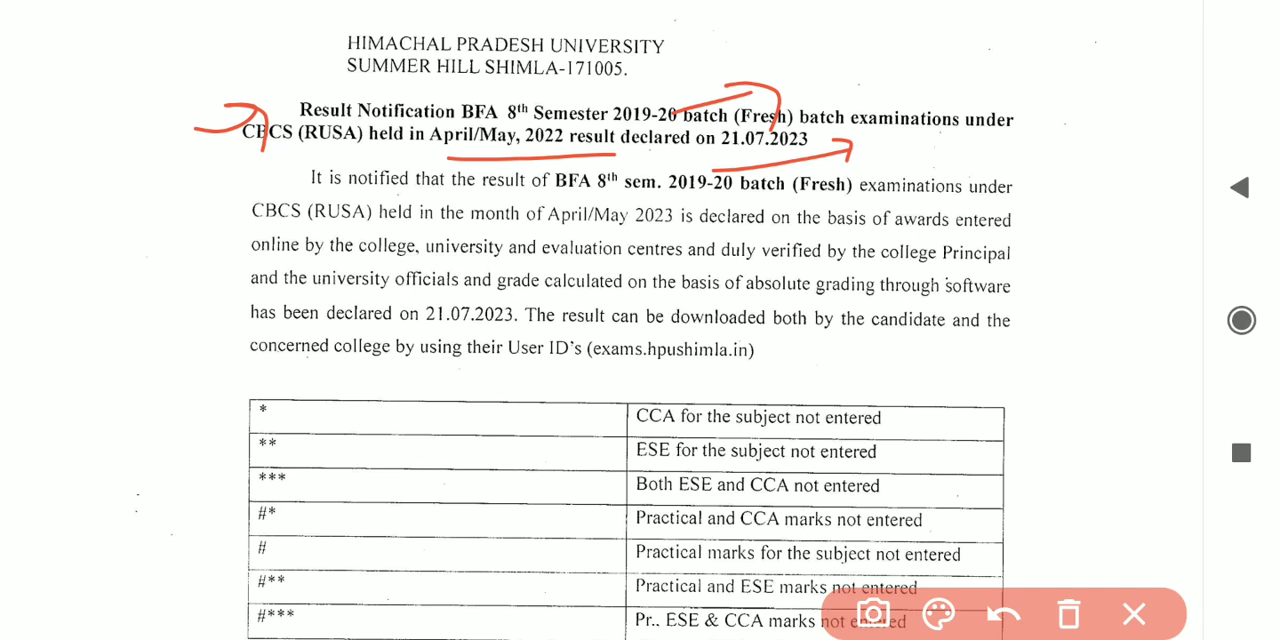 HIMACHAL PRADESH UNIVERSITY
SUMMER HILL SHIMLA-171005.
Result Notification BFA 8th Semester 2019-20 batch (Fresh) batch examinations under
CBCS (RUSA) held in April/May, 2022 result declared on 21.07.2023
It is notified that the result of BFA 8th sem. 2019-20 batch (Fresh) examinations under
CBCS (RUSA) held in the month of April/May 2023 is declared on the basis of awards entered
online by the college, university and evaluation centres and duly verified by the college Principal
and the university officials and grade calculated on the basis of absolute grading through software
has been declared on 21.07.2023. The result can be downloaded both by the candidate and the
concerned college by using their User ID's (exams.hpushimla.in)
* CCA for the subject not entered
** ESE for the subject not entered
*** Both ESE and CCA not entered
#* Practical and CCA marks not entered
# Practical marks for the subject not entered
#** Practical and ESE marks not entered
#*** Pr.. ESE & CCA marks not entered